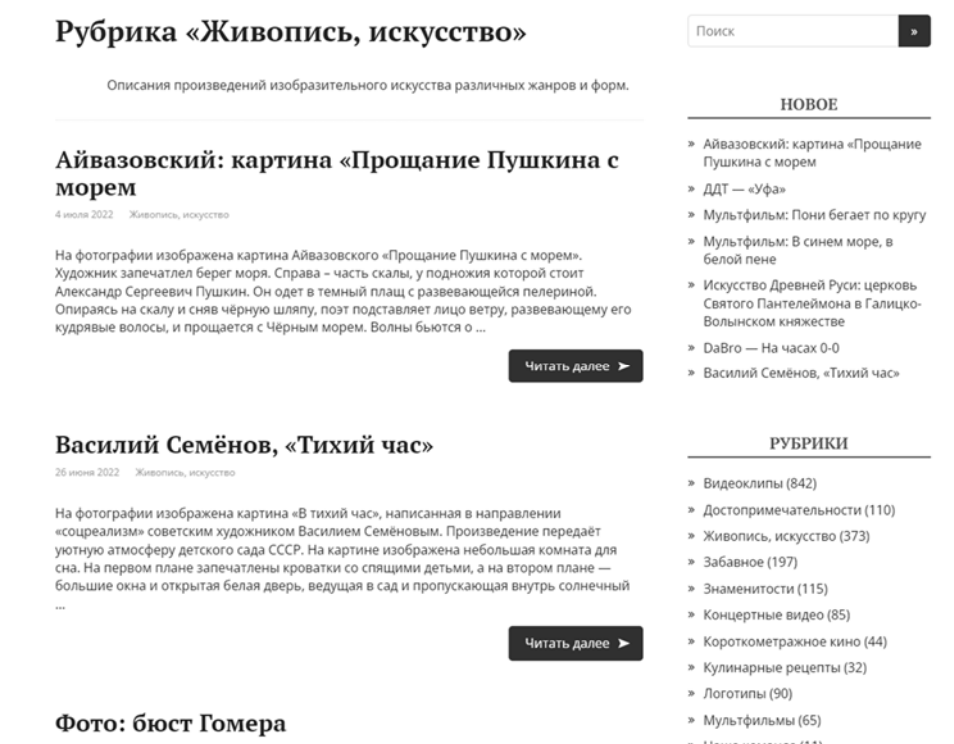 Рубрика «Живопись, искусство»
Описания произведений изобразительного искусства различных жанров и форм.
Айвазовский: картина «Прощание Пушкина с
морем
4 июля 2022 Живопись, искусство
На фотографии изображена картина Айвазовского «Прощание Пушкина с морем».
Художник запечатлел берег моря. Справа – часть скалы, у подножия которой стоит
Александр Сергеевич Пушкин. Он одет в темный плащ с развевающейся пелериной.
Опираясь на скалу и сняв чёрную шляпу, поэт подставляет лицо ветру, развевающему его
кудрявые волосы, и прощается с Чёрным морем. Волны бьются о ...
Читать далее ➤
Василий Семёнов, «Тихий час»
26 июня 2022 Живопись, искусство
На фотографии изображена картина «В тихий час», написанная в направлении
«соцреализм» советским художником Василием Семёновым. Произведение передаёт
уютную атмосферу детского сада СССР. На картине изображена небольшая комната для
сна. На первом плане запечатлены кроватки со спящими детьми, а на втором плане —
большие окна и открытая белая дверь, ведущая в сад и пропускающая внутрь солнечный
...
Читать далее ➤
Фото: бюст Гомера
Поиск »
НОВОЕ
» Айвазовский: картина «Прощание
Пушкина с морем
» ДДТ — «Уфа»
» Мультфильм: Пони бегает по кругу
» Мультфильм: В синем море, в
белой пене
» Искусство Древней Руси: церковь
Святого Пантелеймона в Галицко-
Волынском княжестве
» DaBro — На часах 0-0
» Василий Семёнов, «Тихий час»
РУБРИКИ
» Видеоклипы (842)
» Достопримечательности (110)
» Живопись, искусство (373)
» Забавное (197)
» Знаменитости (115)
» Концертные видео (85)
» Короткометражное кино (44)
» Кулинарные рецепты (32)
» Логотипы (90)
» Мультфильмы (65)